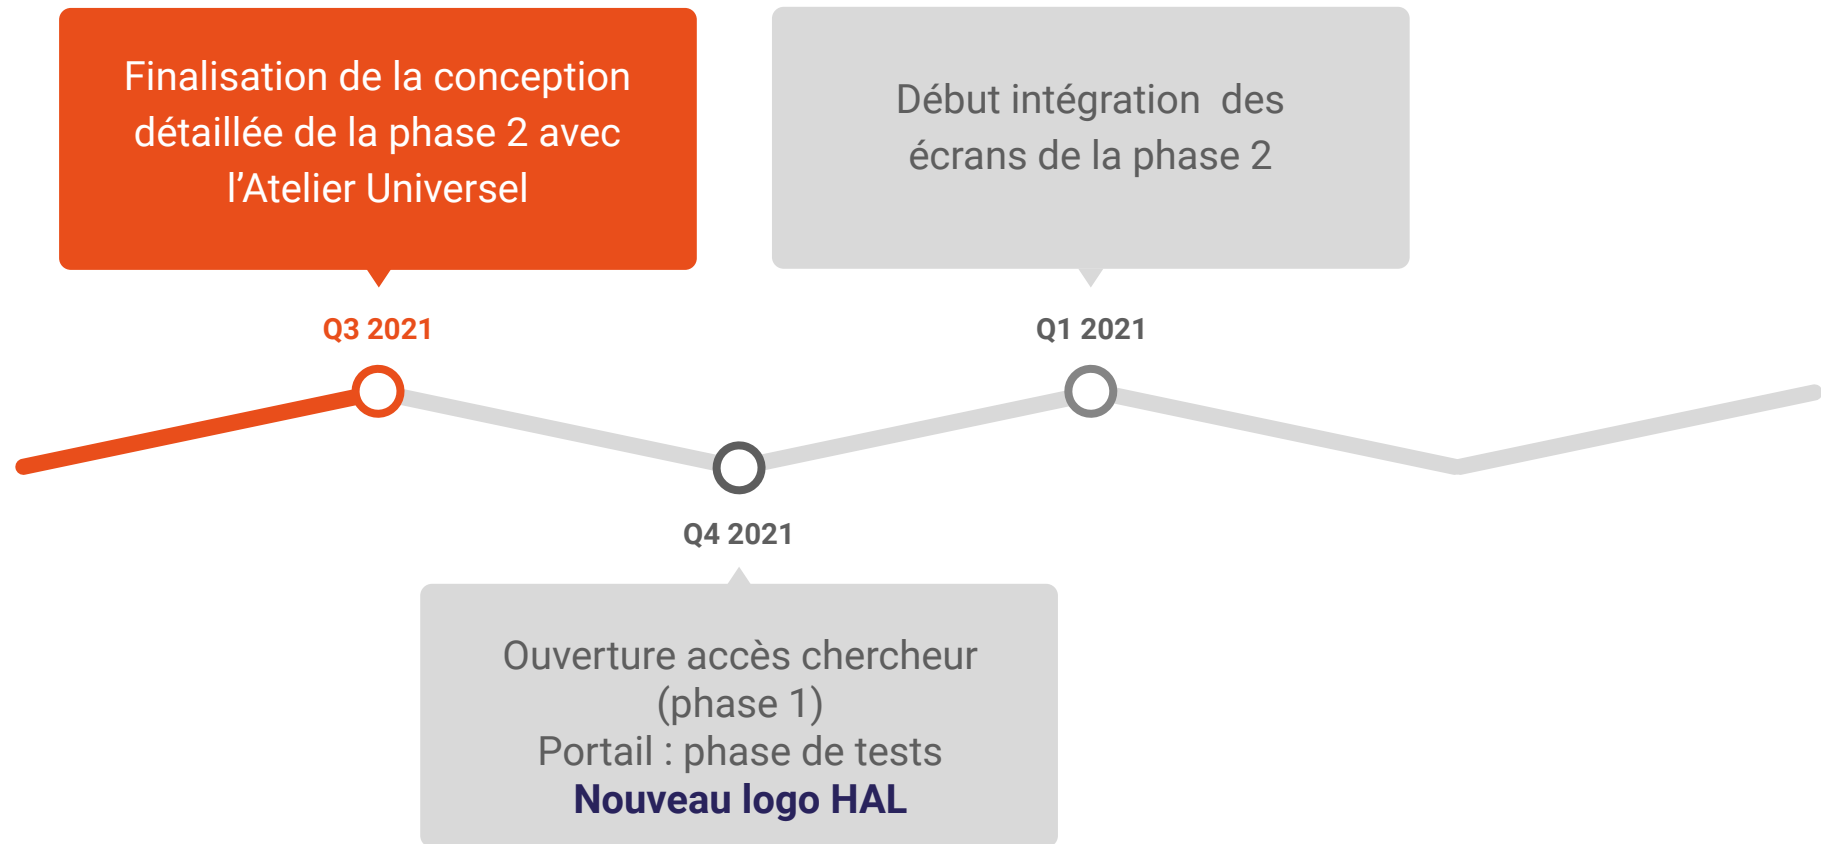 Finalisation de la conception
détaillée de la phase 2 avec
l’Atelier Universel
Q3 2021
Début intégration  des
écrans de la phase 2
Q1 2021
Q4 2021
Ouverture accès chercheur
(phase 1)
Portail : phase de tests
Nouveau logo HAL